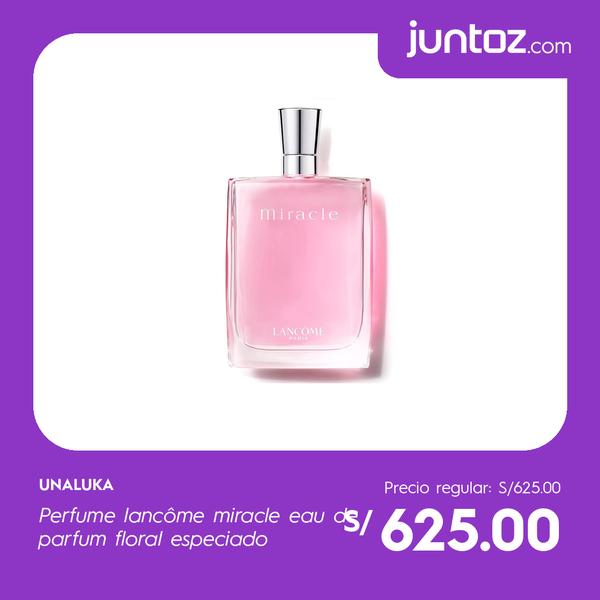 juntoz.com
Miracle
LANCÔME
PARIS
UNALUKA
Precio regular: S/625.00
Perfume lancôme miracle eau de
S/ 625.00
parfum floral especiado